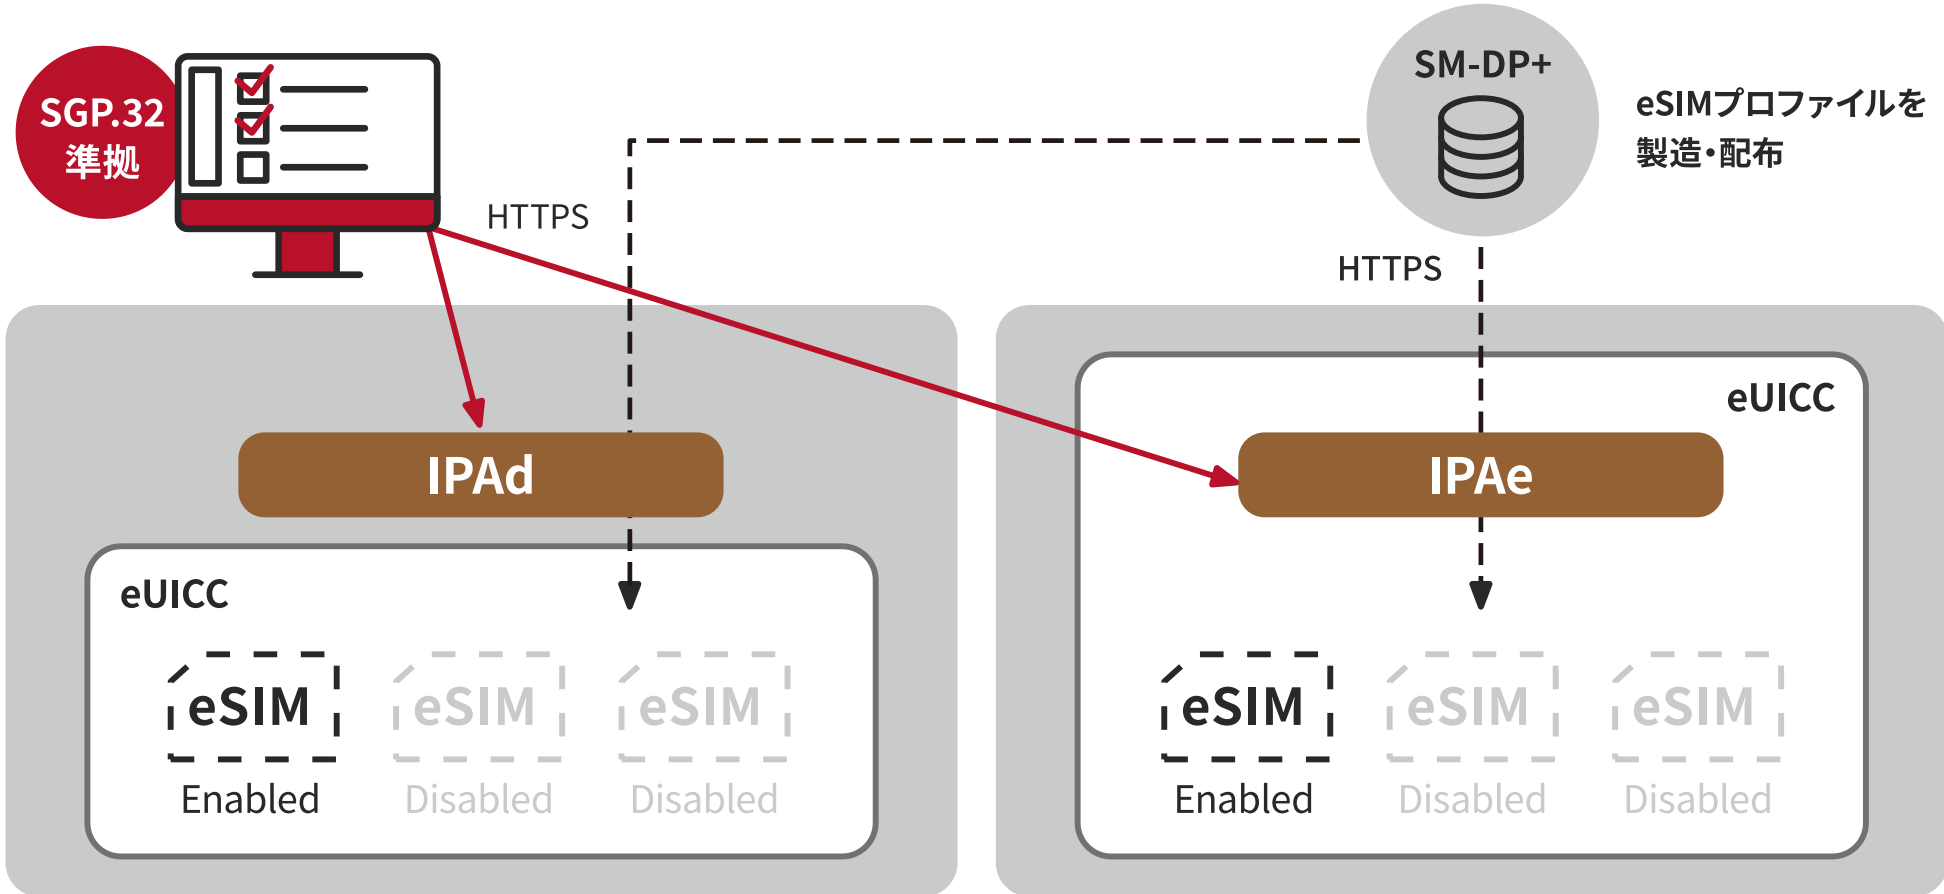 SGP.32
準拠
SM-DP+
eSIMプロファイルを
製造・配布
HTTPS
HTTPS
IPAd
eUICC
eSIM
eSIM
eSIM
Enabled
Disabled
Disabled
eUICC
IPAe
eSIM
eSIM
eSIM
Enabled
Disabled
Disabled